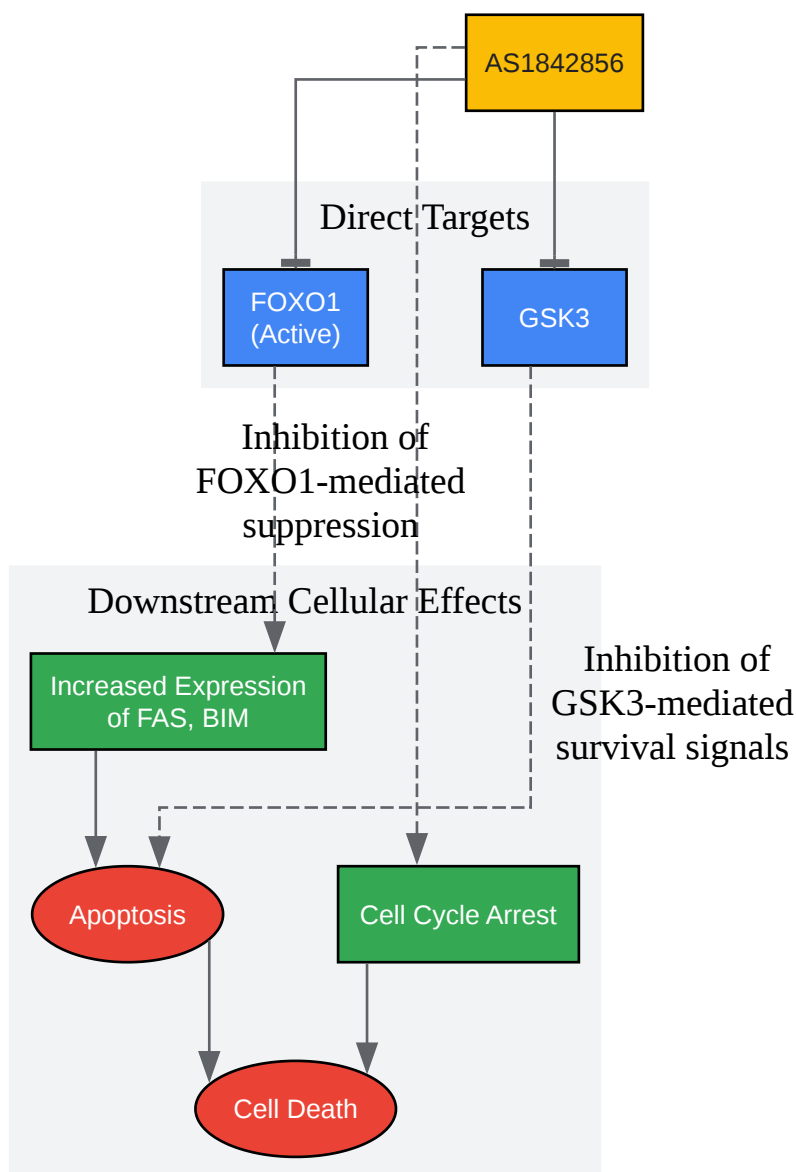 AS1842856
Direct Targets
FOXO1
(Active)
GSK3
Inhibition of
FOXO1-mediated
suppression
Downstream Cellular Effects
Increased Expression
of FAS, BIM
Inhibition of
GSK3-mediated
survival signals
Apoptosis
Cell Cycle Arrest
Cell Death